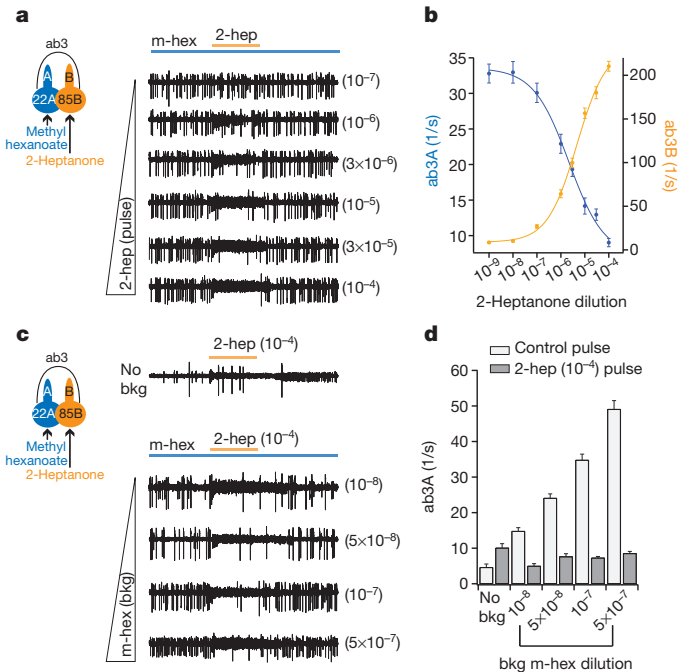 a
ab3
A
B
22A
85B
Methyl
hexanoate
2-Heptanone
2-hep (pulse)
m-hex
2-hep
(10⁻⁷)
(10⁻⁶)
(3×10⁻⁶)
(10⁻⁵)
(3×10⁻⁵)
(10⁻⁴)
b
ab3A (1/s)
35
30
25
20
15
10
ab3B (1/s)
200
150
100
50
0
10⁻⁹
10⁻⁸
10⁻⁷
10⁻⁶
10⁻⁵
10⁻⁴
2-Heptanone dilution
c
ab3
A
B
22A
85B
Methyl
hexanoate
2-Heptanone
m-hex (bkg)
2-hep (10⁻⁴)
No
bkg
m-hex
2-hep (10⁻⁴)
(10⁻⁸)
(5×10⁻⁸)
(10⁻⁷)
(5×10⁻⁷)
d
Control pulse
2-hep (10⁻⁴) pulse
ab3A (1/s)
60
50
40
30
20
10
0
No
bkg
10⁻⁸
5×10⁻⁸
10⁻⁷
5×10⁻⁷
bkg m-hex dilution